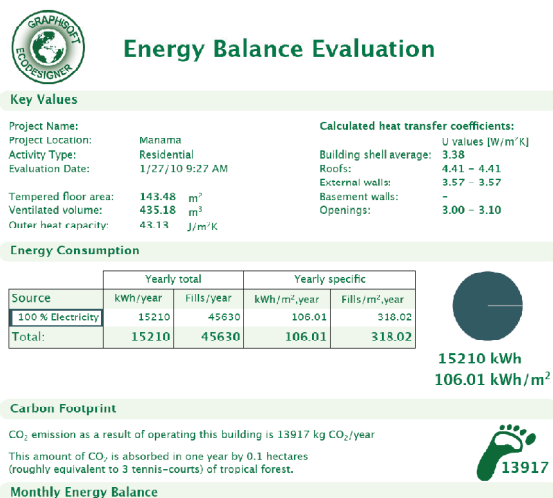 GRAPHISOFT
ECODESIGNER
Energy Balance Evaluation
Key Values
Project Name:
Project Location: Manama
Activity Type: Residential
Evaluation Date: 1/27/10 9:27 AM
Tempered floor area: 143.48 m²
Ventilated volume: 435.18 m³
Outer heat capacity: 43.13 J/m²K
Calculated heat transfer coefficients:
U values [W/m²K]
Building shell average: 3.38
Roofs: 4.41 - 4.41
External walls: 3.57 - 3.57
Basement walls: -
Openings: 3.00 - 3.10
Energy Consumption
Yearly total Yearly specific
Source kWh/year Fills/year kWh/m²,year Fills/m²,year
100 % Electricity 15210 45630 106.01 318.02
Total: 15210 45630 106.01 318.02
15210 kWh
106.01 kWh/m²
Carbon Footprint
CO₂ emission as a result of operating this building is 13917 kg CO₂/year
This amount of CO₂ is absorbed in one year by 0.1 hectares
(roughly equivalent to 3 tennis-courts) of tropical forest.
13917
Monthly Energy Balance